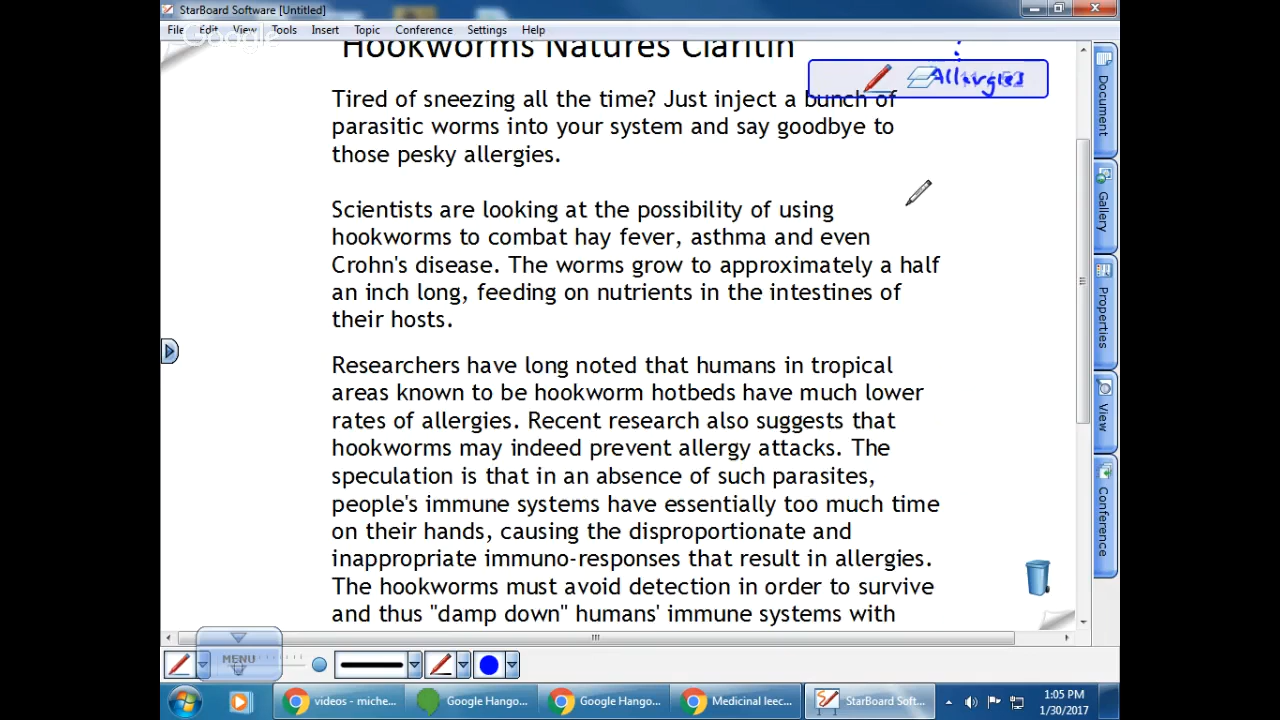 StarBoard Software [Untitled]
File Edit View Tools Insert Topic Conference Settings Help
Google
Hookworms Natures Claritin
?
Allergies
Tired of sneezing all the time? Just inject a bunch of
parasitic worms into your system and say goodbye to
those pesky allergies.
Scientists are looking at the possibility of using
hookworms to combat hay fever, asthma and even
Crohn's disease. The worms grow to approximately a half
an inch long, feeding on nutrients in the intestines of
their hosts.
Researchers have long noted that humans in tropical
areas known to be hookworm hotbeds have much lower
rates of allergies. Recent research also suggests that
hookworms may indeed prevent allergy attacks. The
speculation is that in an absence of such parasites,
people's immune systems have essentially too much time
on their hands, causing the disproportionate and
inappropriate immuno-responses that result in allergies.
The hookworms must avoid detection in order to survive
and thus "damp down" humans' immune systems with
Document
Gallery
Properties
View
Conference
MENU
videos - miche...
Google Hango...
Google Hango...
Medicinal leec...
StarBoard Soft...
1:05 PM
1/30/2017